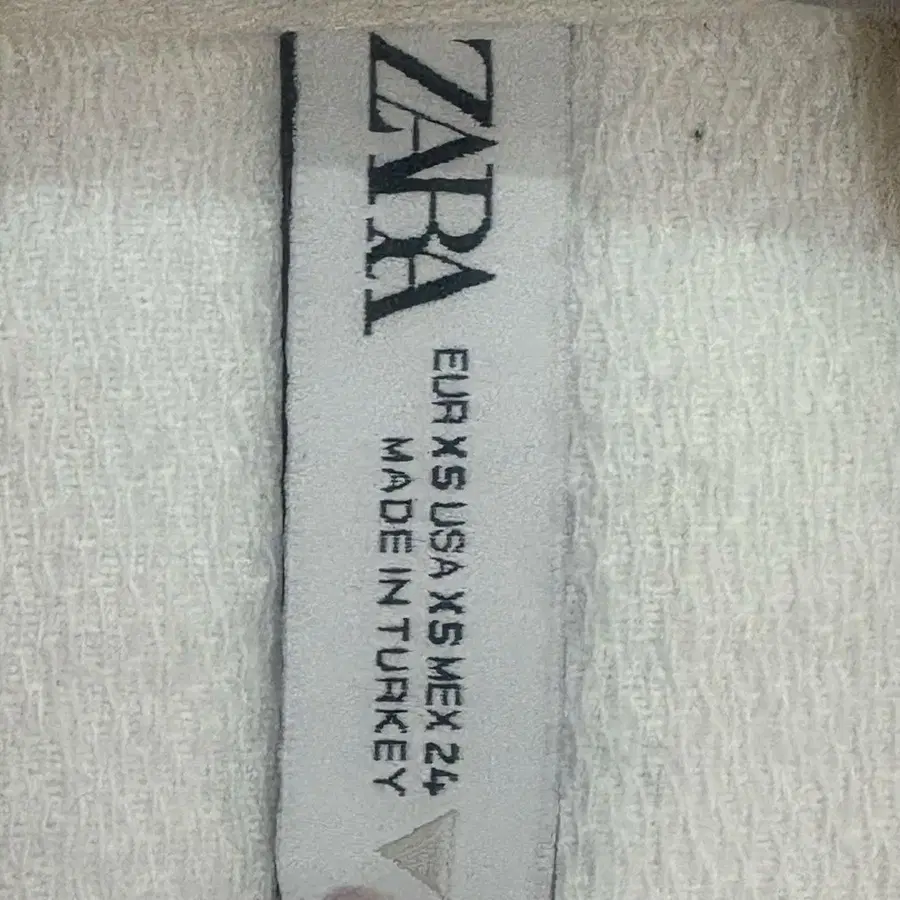 ZARA
EUR XS USA XS MEX 24
MADE IN TURKEY